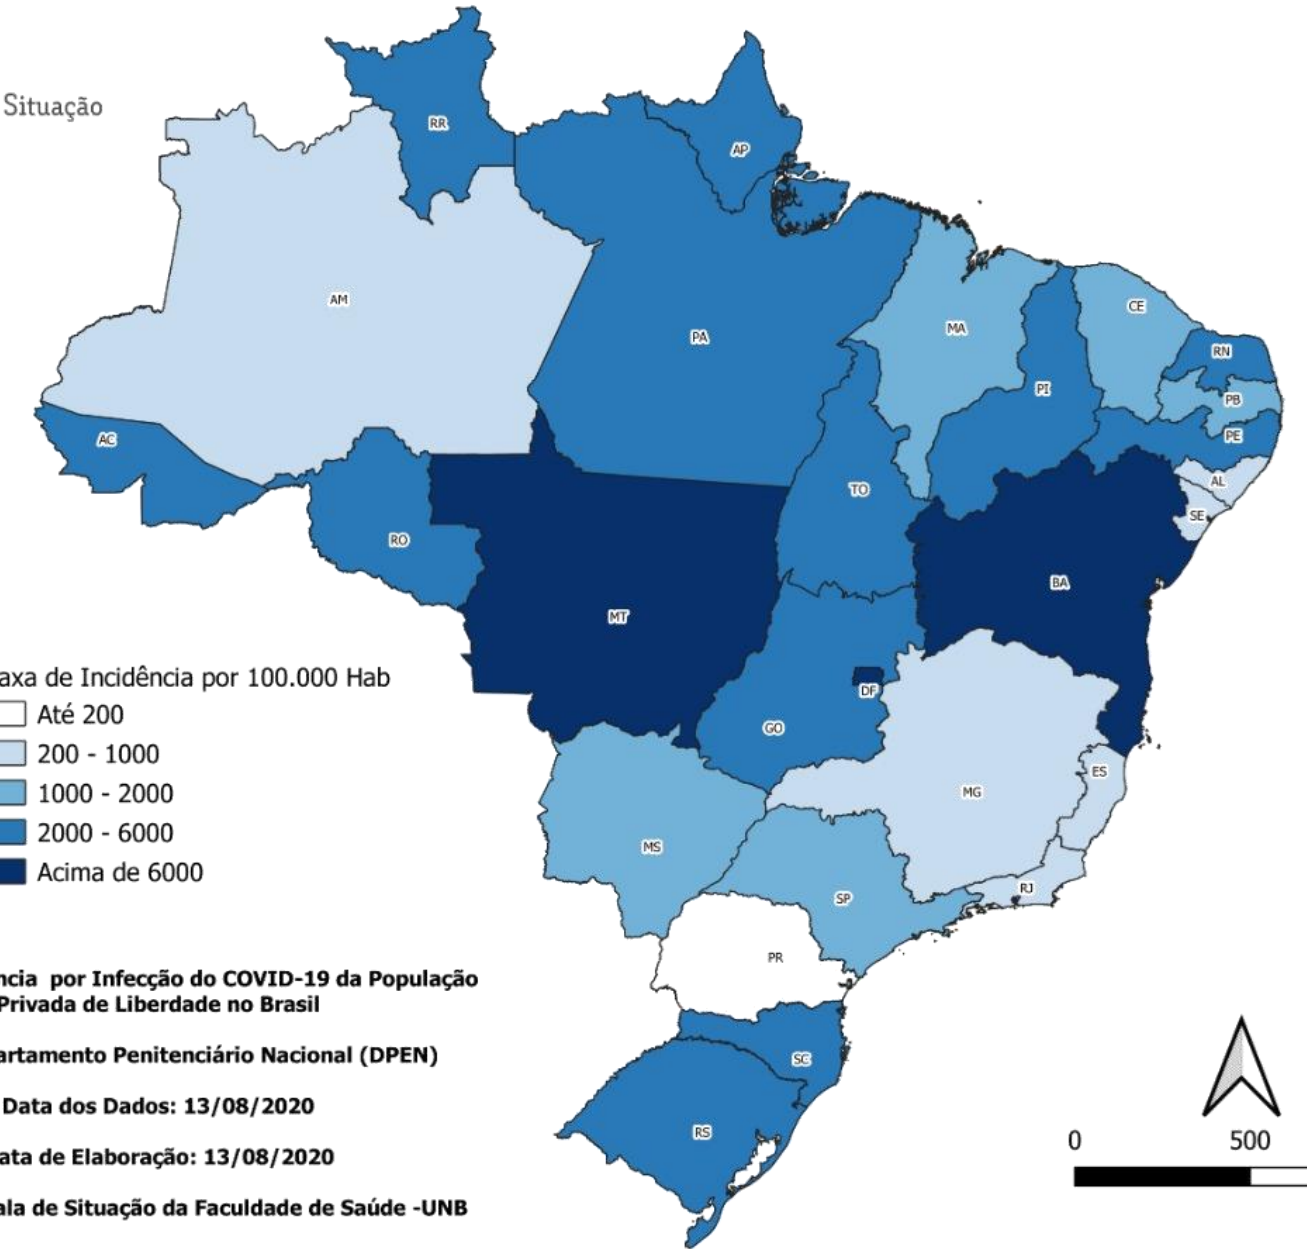 Situação
RR
AP
AM
PA
MA
CE
RN
PI
PB
PE
AC
AL
TO
SE
RO
BA
MT
axa de Incidência por 100.000 Hab
DF
Até 200
GO
200 - 1000
ES
1000 - 2000
MG
2000 - 6000
MS
Acima de 6000
RJ
SP
PR
ncia por Infecção do COVID-19 da População
Privada de Liberdade no Brasil
artamento Penitenciário Nacional (DPEN)
SC
Data dos Dados: 13/08/2020
RS
0 500
ata de Elaboração: 13/08/2020
ala de Situação da Faculdade de Saúde -UNB